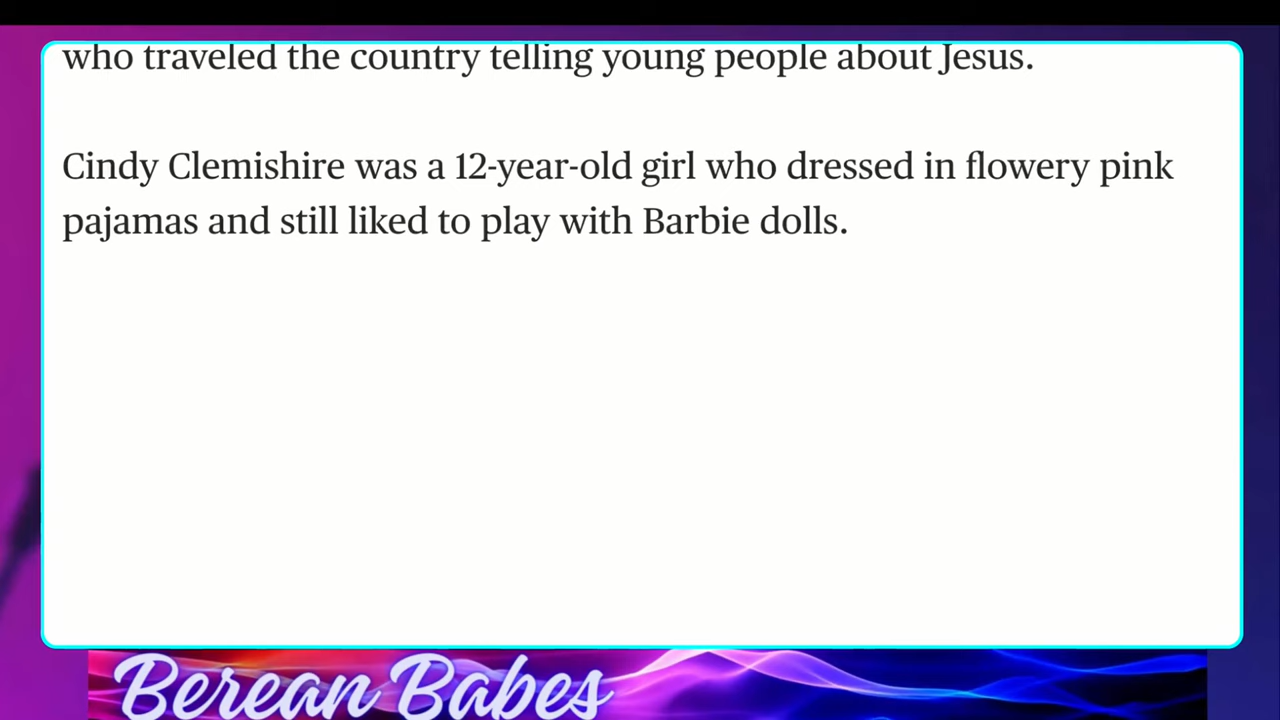 who traveled the country telling young people about Jesus.
Cindy Clemishire was a 12-year-old girl who dressed in flowery pink
pajamas and still liked to play with Barbie dolls.
Berean Babes